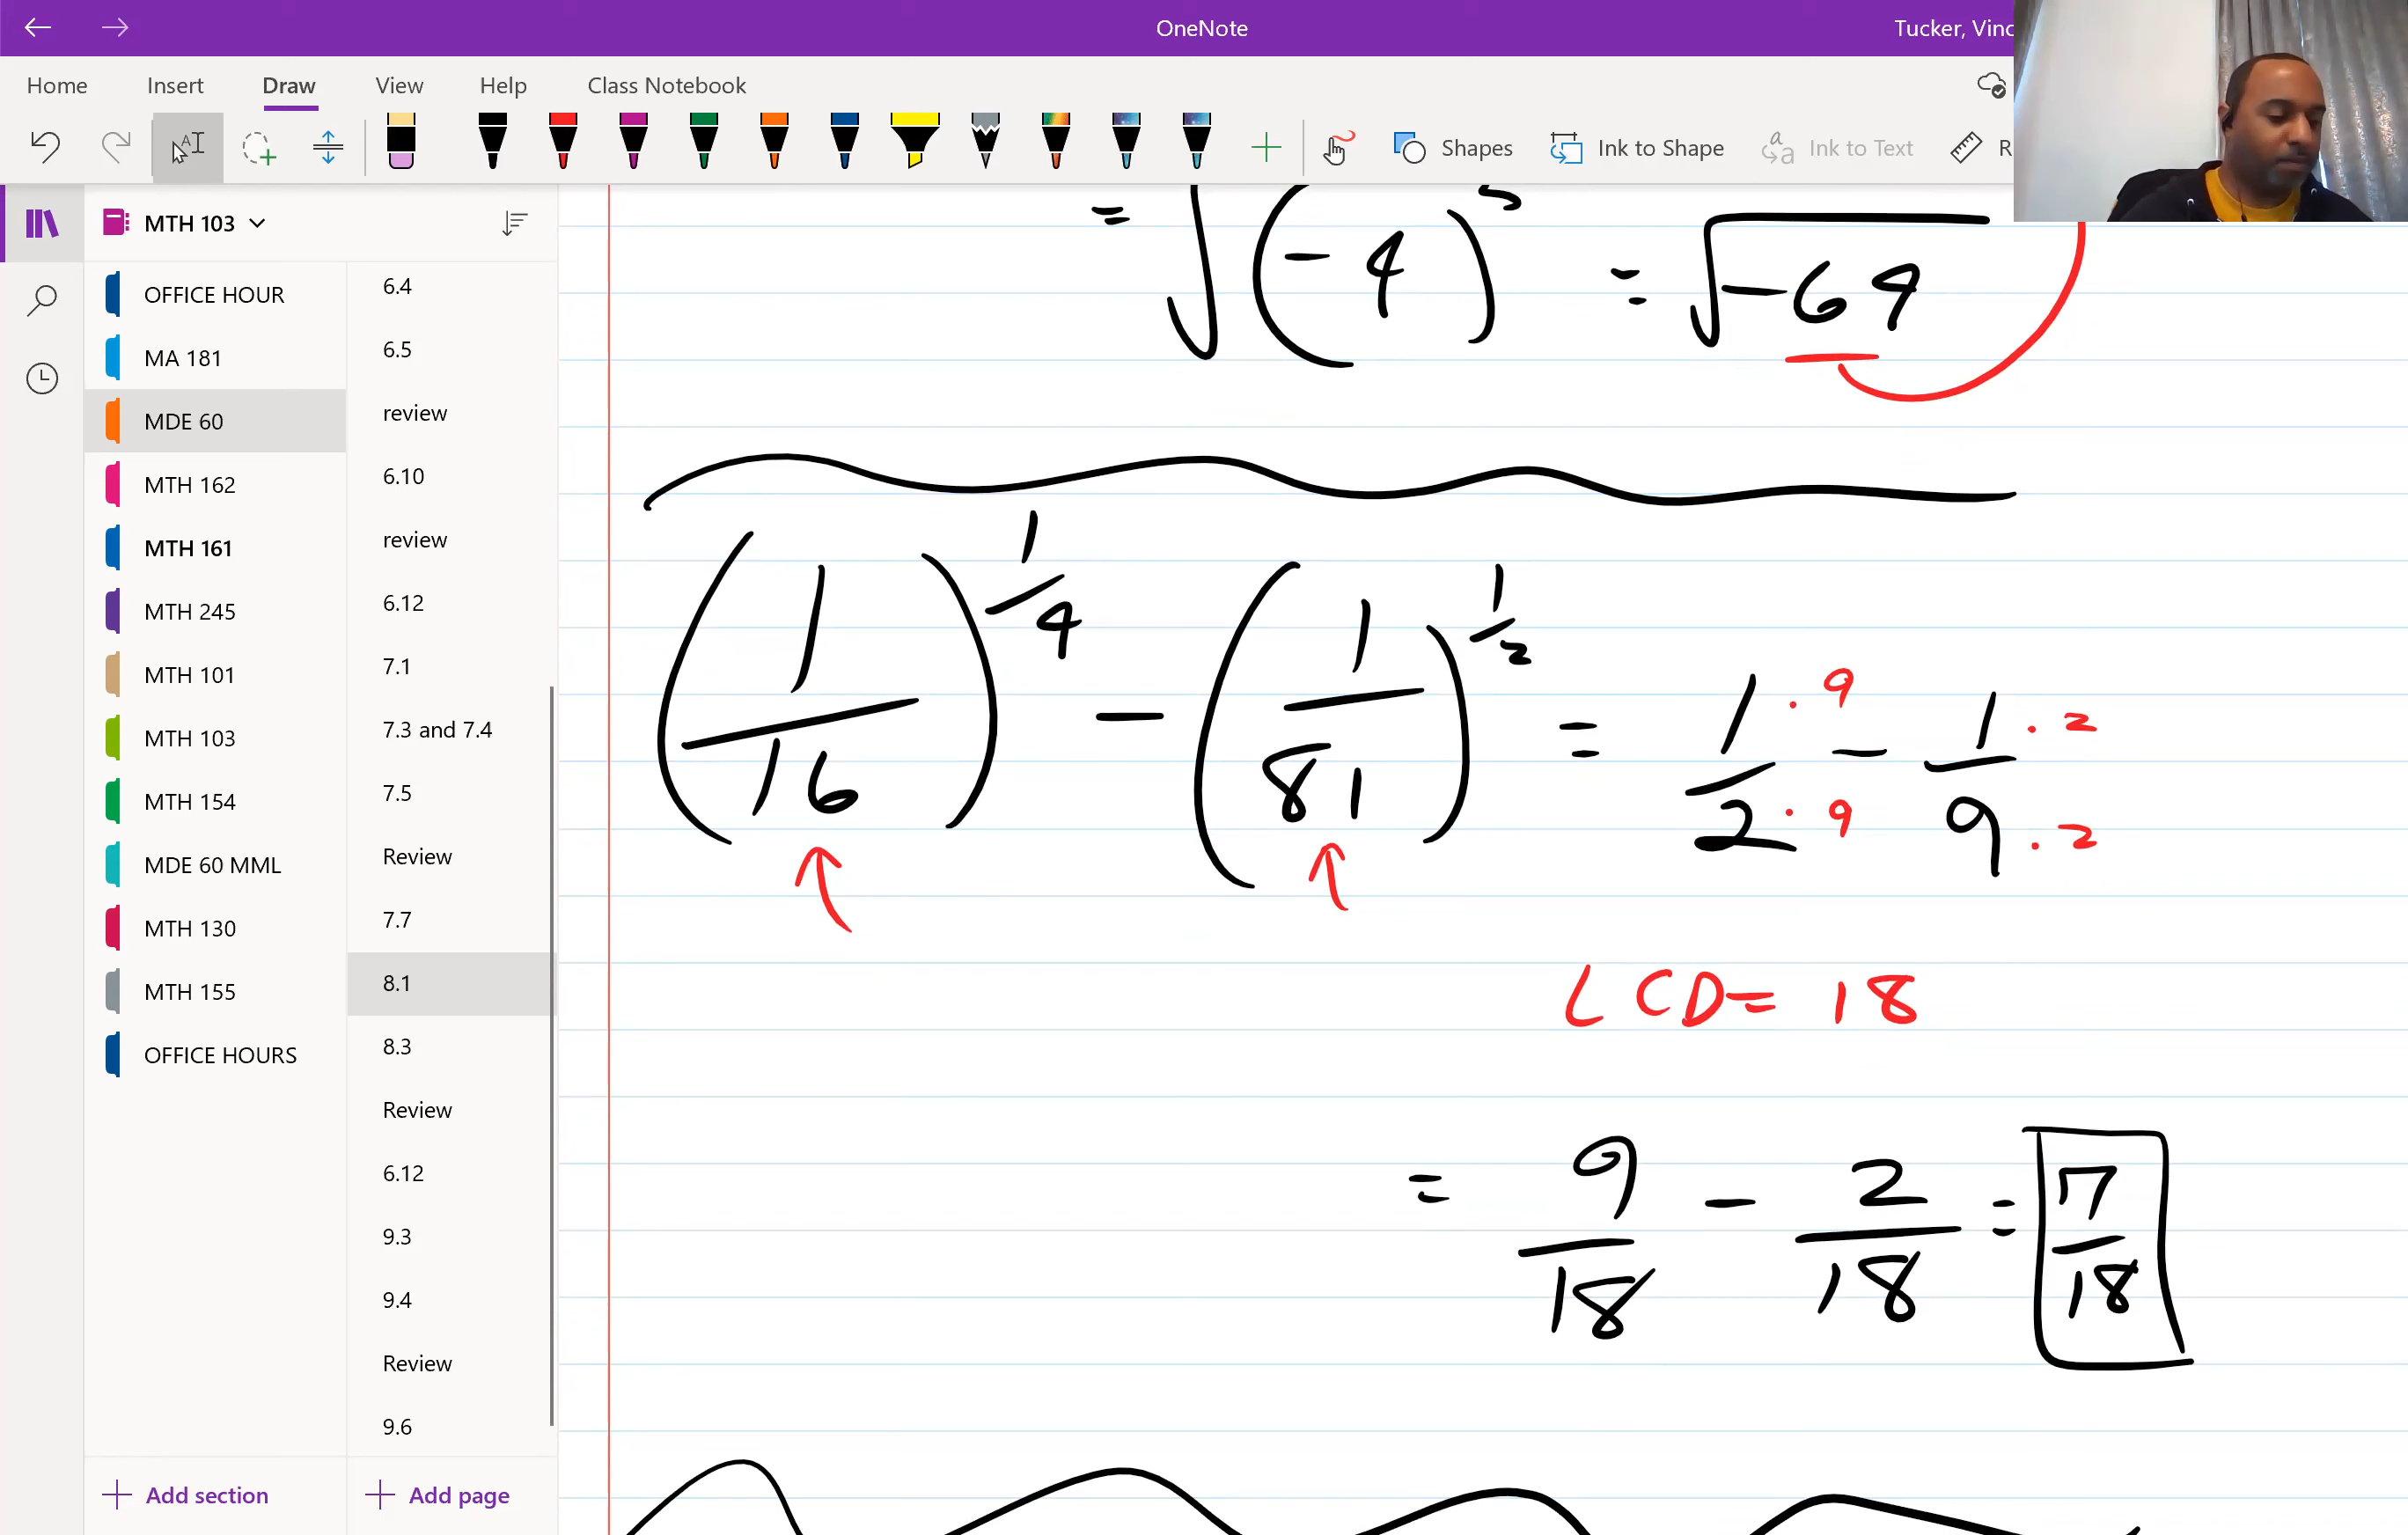 OneNote
Tucker, Vinc
Home Insert Draw View Help Class Notebook
Shapes Ink to Shape Ink to Text R
MTH 103
OFFICE HOUR
MA 181
MDE 60
MTH 162
MTH 161
MTH 245
MTH 101
MTH 103
MTH 154
MDE 60 MML
MTH 130
MTH 155
OFFICE HOURS
Add section
6.4
6.5
review
6.10
review
6.12
7.1
7.3 and 7.4
7.5
Review
7.7
8.1
8.3
Review
6.12
9.3
9.4
Review
9.6
Add page
= √(-4)³ = √-64
(1/16)^1/4 - (1/81)^1/2 = 1·9/2·9 - 1·2/9·2
LCD = 18
= 9/18 - 2/18 = 7/18